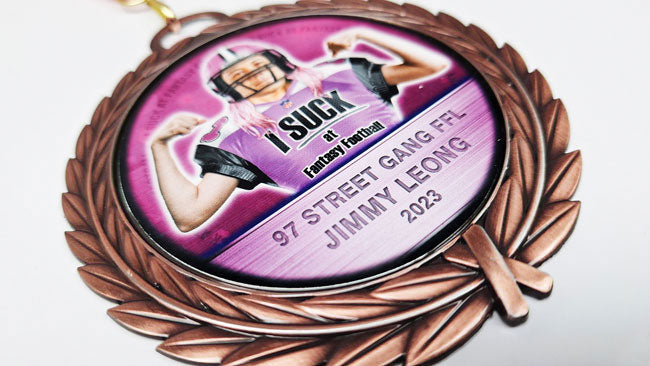 I SUCK
at
Fantasy Football
97 STREET GANG FFL
JIMMY LEONG
2023